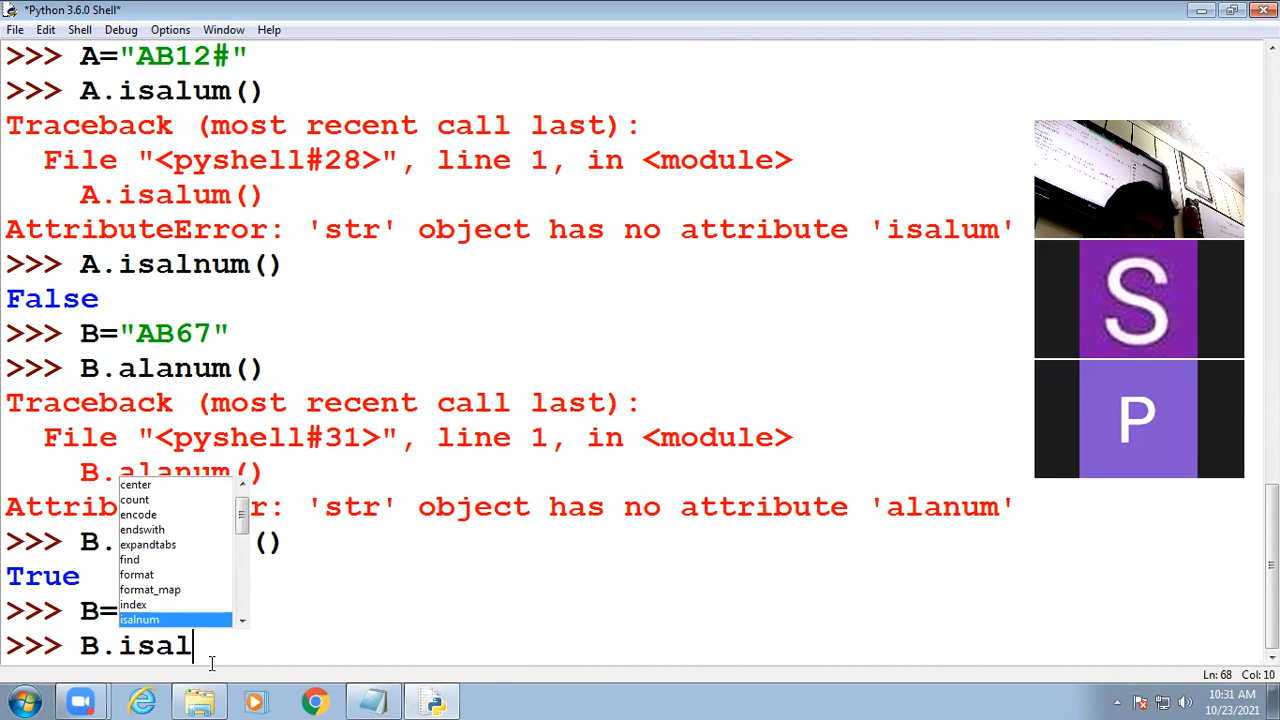 *Python 3.6.0 Shell*
File Edit Shell Debug Options Window Help
>>> A="AB12#"
>>> A.isalum()
Traceback (most recent call last):
File "<pyshell#28>", line 1, in <module>
A.isalum()
AttributeError: 'str' object has no attribute 'isalum'
>>> A.isalnum()
False
>>> B="AB67"
>>> B.alanum()
Traceback (most recent call last):
File "<pyshell#31>", line 1, in <module>
B.alanum()
Attrib r: 'str' object has no attribute 'alanum'
>>> B. ()
True
>>> B=
>>> B.isal
center
count
encode
endswith
expandtabs
find
format
format_map
index
isalnum
S
P
Ln: 68 Col: 10
10:31 AM
10/23/2021